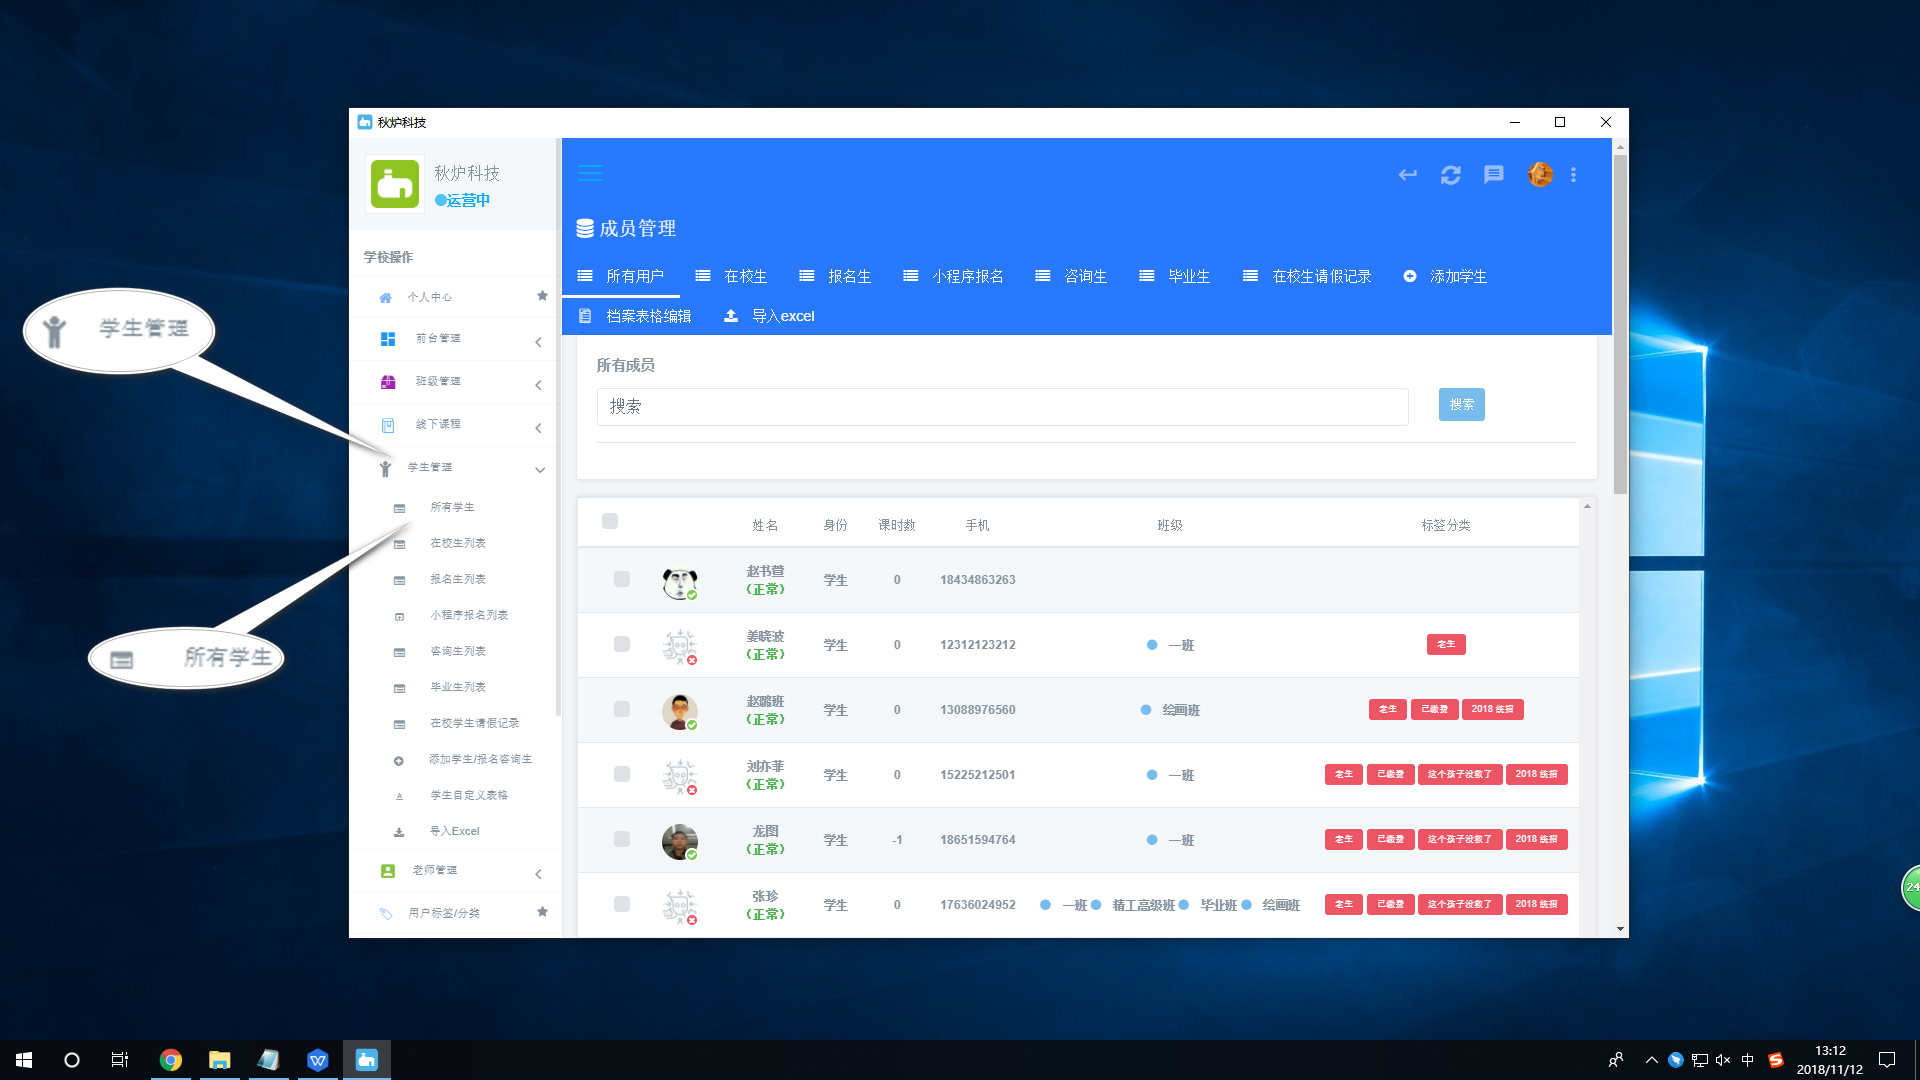 秋炉科技
秋炉科技
运营中
学校操作
个人中心
前台管理
班级管理
线下课程
学生管理
所有学生
在校生列表
报名生列表
小程序报名列表
咨询生列表
毕业生列表
在校学生请假记录
添加学生/报名咨询生
学生自定义表格
导入Excel
老师管理
用户标签/分类
学生管理
所有学生
成员管理
所有用户 在校生 报名生 小程序报名 咨询生 毕业生 在校生请假记录 添加学生
档案表格编辑 导入excel
所有成员
搜索 搜索
姓名 身份 课时数 手机 班级 标签分类
赵书萱
(正常) 学生 0 18434863263
姜晓波
(正常) 学生 0 12312123212 一班 老生
赵璐班
(正常) 学生 0 13088976560 绘画班 老生 已缴费 2018 统招
刘亦菲
(正常) 学生 0 15225212501 一班 老生 已缴费 这个孩子没救了 2018 统招
龙图
(正常) 学生 -1 18651594764 一班 老生 已缴费 这个孩子没救了 2018 统招
张珍
(正常) 学生 0 17636024952 一班 精工高级班 毕业班 绘画班 老生 已缴费 这个孩子没救了 2018 统招
24
中
13:12
2018/11/12